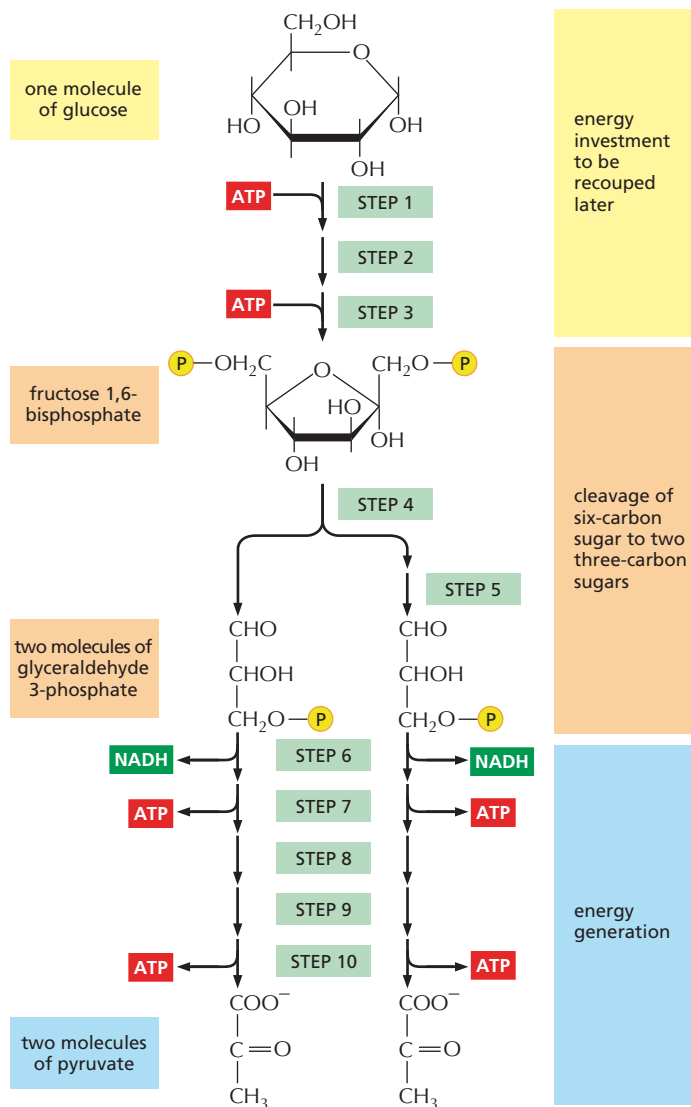 CH₂OH
O
one molecule
of glucose
OH
HO
OH
OH
energy
investment
to be
recouped
later
ATP
STEP 1
STEP 2
ATP
STEP 3
P—OH₂C
O
CH₂O—P
fructose 1,6-
bisphosphate
HO
OH
OH
STEP 4
cleavage of
six-carbon
sugar to two
three-carbon
sugars
STEP 5
two molecules of
glyceraldehyde
3-phosphate
CHO
CHOH
CH₂O—P
CHO
CHOH
CH₂O—P
NADH
STEP 6
NADH
ATP
STEP 7
ATP
STEP 8
STEP 9
energy
generation
ATP
STEP 10
ATP
two molecules
of pyruvate
COO⁻
C=O
CH₃
COO⁻
C=O
CH₃